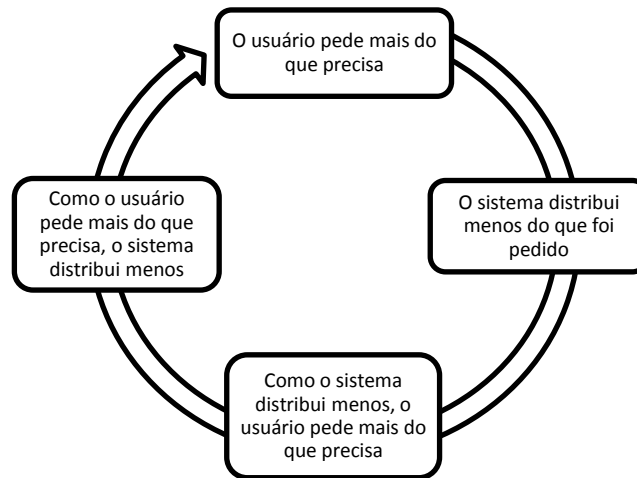 O usuário pede mais do
que precisa
O sistema distribui
menos do que foi
pedido
Como o sistema
distribui menos, o
usuário pede mais do
que precisa
Como o usuário
pede mais do que
precisa, o sistema
distribui menos